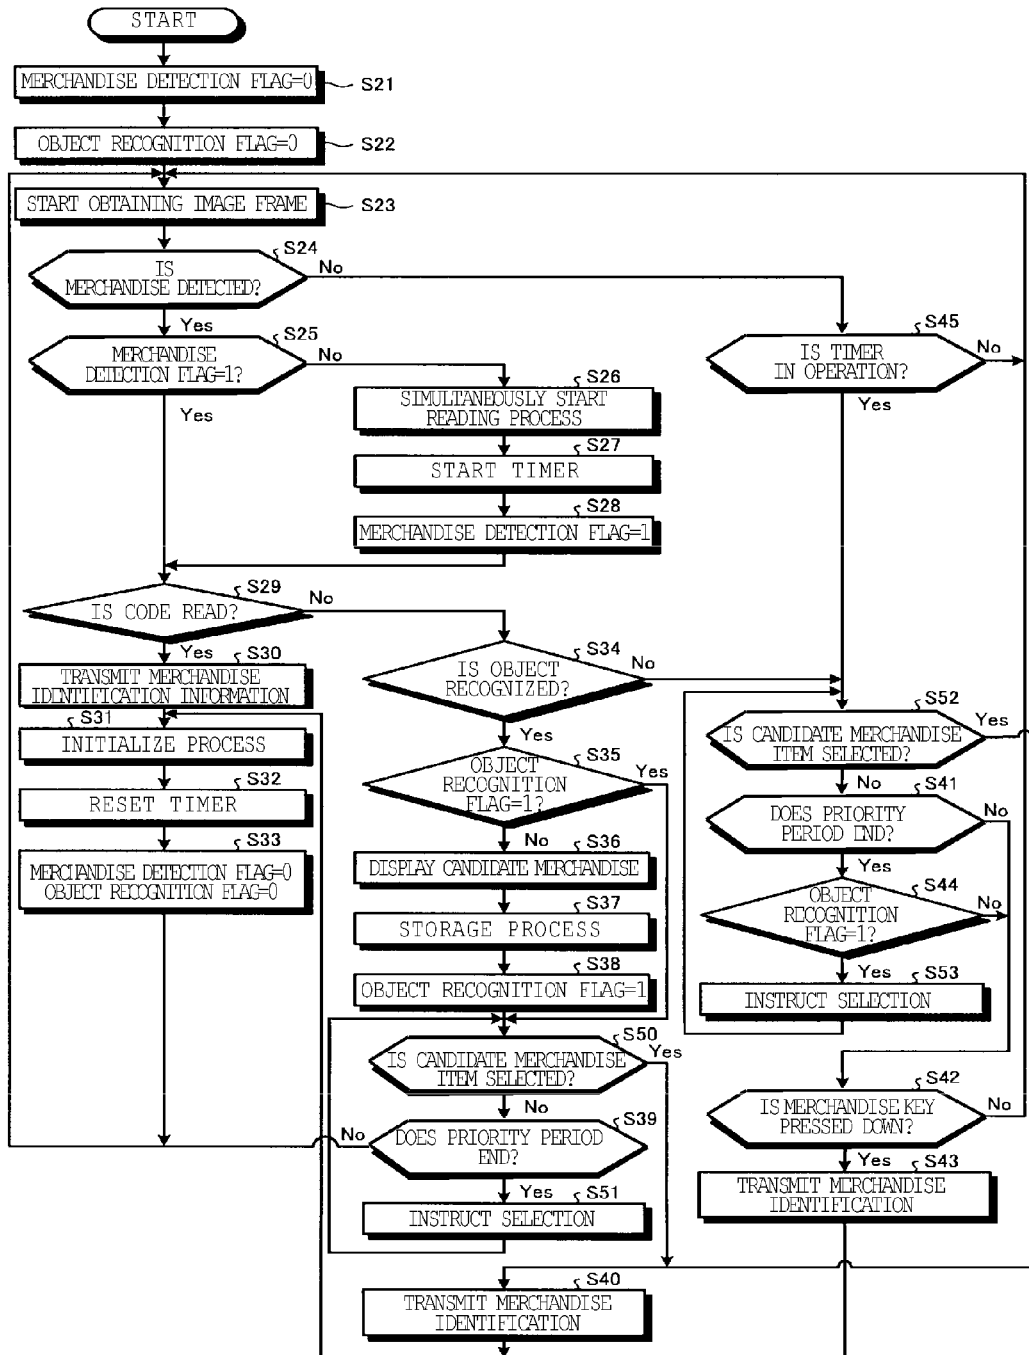 START
MERCHANDISE DETECTION FLAG=0
S21
OBJECT RECOGNITION FLAG=0
S22
START OBTAINING IMAGE FRAME
S23
S24
IS
MERCHANDISE DETECTED?
No
Yes
S25
MERCHANDISE
DETECTION FLAG=1?
No
Yes
S45
IS TIMER
IN OPERATION?
No
Yes
S26
SIMULTANEOUSLY START
READING PROCESS
S27
START TIMER
S28
MERCHANDISE DETECTION FLAG=1
S29
IS CODE READ?
No
Yes
S30
TRANSMIT MERCHANDISE
IDENTIFICATION INFORMATION
S31
INITIALIZE PROCESS
S32
RESET TIMER
S33
MERCHANDISE DETECTION FLAG=0
OBJECT RECOGNITION FLAG=0
S34
IS OBJECT
RECOGNIZED?
No
Yes
S35
OBJECT
RECOGNITION
FLAG=1?
Yes
No
S36
DISPLAY CANDIDATE MERCHANDISE
S37
STORAGE PROCESS
S38
OBJECT RECOGNITION FLAG=1
S50
IS CANDIDATE MERCHANDISE
ITEM SELECTED?
Yes
No
S39
DOES PRIORITY PERIOD
END?
No
Yes
S51
INSTRUCT SELECTION
S40
TRANSMIT MERCHANDISE
IDENTIFICATION
S52
IS CANDIDATE MERCHANDISE
ITEM SELECTED?
Yes
No
S41
DOES PRIORITY
PERIOD END?
No
Yes
S44
OBJECT
RECOGNITION
FLAG=1?
No
Yes
S53
INSTRUCT SELECTION
S42
IS MERCHANDISE KEY
PRESSED DOWN?
No
Yes
S43
TRANSMIT MERCHANDISE
IDENTIFICATION